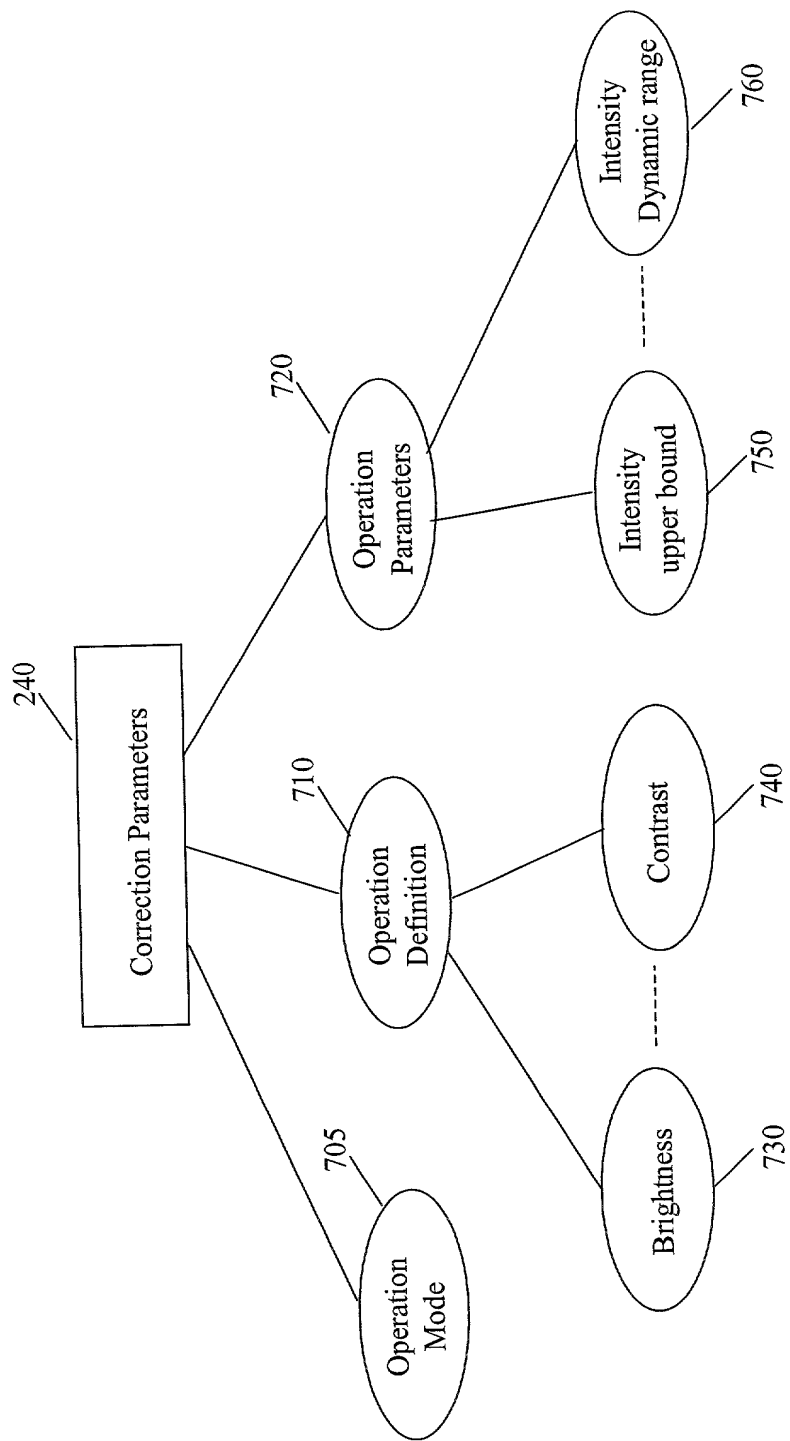 240
Correction Parameters
705
710
720
Operation
Mode
Operation
Definition
Operation
Parameters
Brightness
Contrast
Intensity
upper bound
Intensity
Dynamic range
730
740
750
760